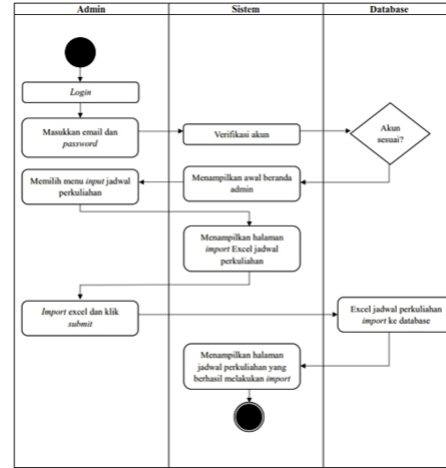 Admin
Sistem
Database
Login
Masukkan email dan
password
Verifikasi akun
Akun
sesuai?
Menampilkan awal beranda
admin
Memilih menu input jadwal
perkuliahan
Menampilkan halaman
import Excel jadwal
perkuliahan
Import excel dan klik
submit
Excel jadwal perkuliahan
import ke database
Menampilkan halaman
jadwal perkuliahan yang
berhasil melakukan import